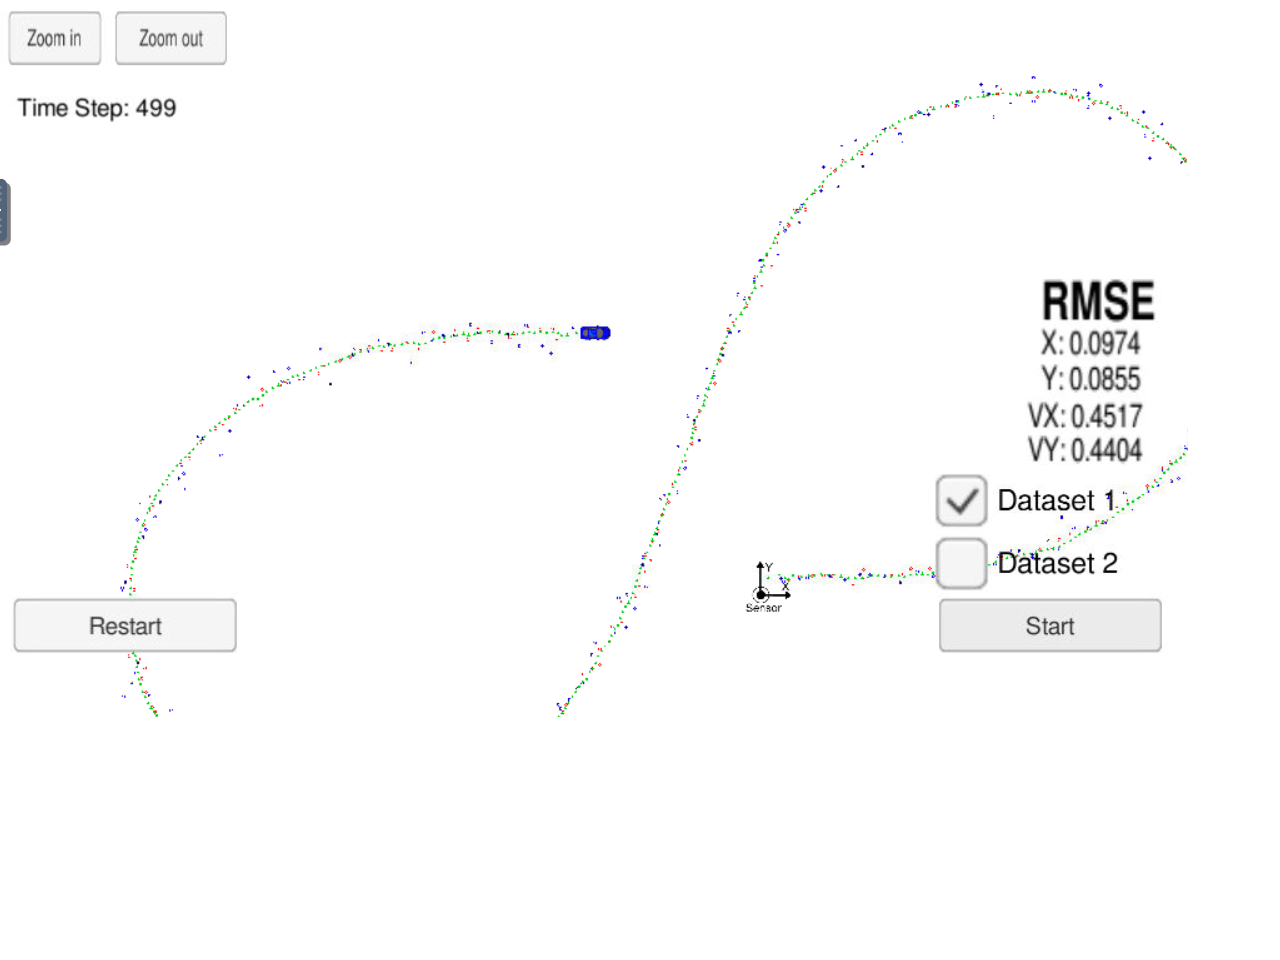 Zoom in
Zoom out
Time Step: 499
RMSE
X: 0.0974
Y: 0.0855
VX: 0.4517
VY: 0.4404
Dataset 1
Y
Dataset 2
X
Sensor
Restart
Start